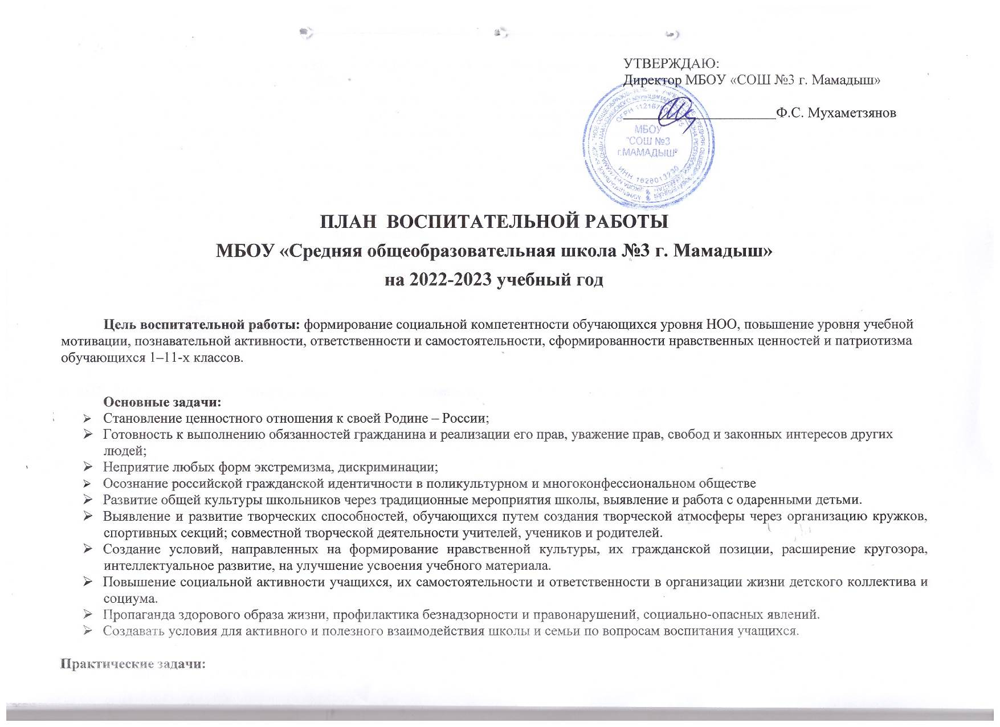 УТВЕРЖДАЮ:
Директор МБОУ «СОШ №3 г. Мамадыш»
Ф.С. Мухаметзянов
МБОУ
"СОШ №3
г.МАМАДЫШ"
ИНН 1626013230
ПЛАН ВОСПИТАТЕЛЬНОЙ РАБОТЫ
МБОУ «Средняя общеобразовательная школа №3 г. Мамадыш»
на 2022-2023 учебный год
Цель воспитательной работы: формирование социальной компетентности обучающихся уровня НОО, повышение уровня учебной
мотивации, познавательной активности, ответственности и самостоятельности, сформированности нравственных ценностей и патриотизма
обучающихся 1–11-х классов.
Основные задачи:
➢ Становление ценностного отношения к своей Родине – России;
➢ Готовность к выполнению обязанностей гражданина и реализации его прав, уважение прав, свобод и законных интересов других
людей;
➢ Неприятие любых форм экстремизма, дискриминации;
➢ Осознание российской гражданской идентичности в поликультурном и многоконфессиональном обществе
➢ Развитие общей культуры школьников через традиционные мероприятия школы, выявление и работа с одаренными детьми.
➢ Выявление и развитие творческих способностей, обучающихся путем создания творческой атмосферы через организацию кружков,
спортивных секций; совместной творческой деятельности учителей, учеников и родителей.
➢ Создание условий, направленных на формирование нравственной культуры, их гражданской позиции, расширение кругозора,
интеллектуальное развитие, на улучшение усвоения учебного материала.
➢ Повышение социальной активности учащихся, их самостоятельности и ответственности в организации жизни детского коллектива и
социума.
➢ Пропаганда здорового образа жизни, профилактика безнадзорности и правонарушений, социально-опасных явлений.
➢ Создавать условия для активного и полезного взаимодействия школы и семьи по вопросам воспитания учащихся.
Практические задачи: